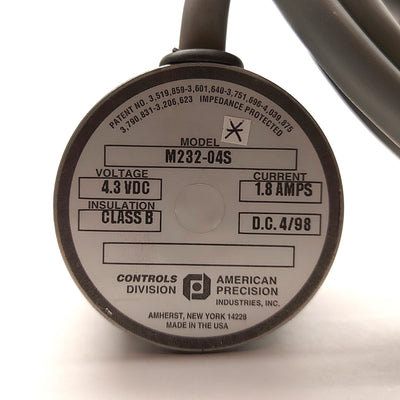 PATENT NO. 3,519,859-3,601,640-3,751,696-4,039,875
3,790,831-3,206,623 IMPEDANCE PROTECTED
MODEL
M232-04S
VOLTAGE
4.3 VDC
CURRENT
1.8 AMPS
INSULATION
CLASS B
D.C. 4/98
CONTROLS
DIVISION
AMERICAN
PRECISION
INDUSTRIES, INC.
AMHERST, NEW YORK 14228
MADE IN THE USA